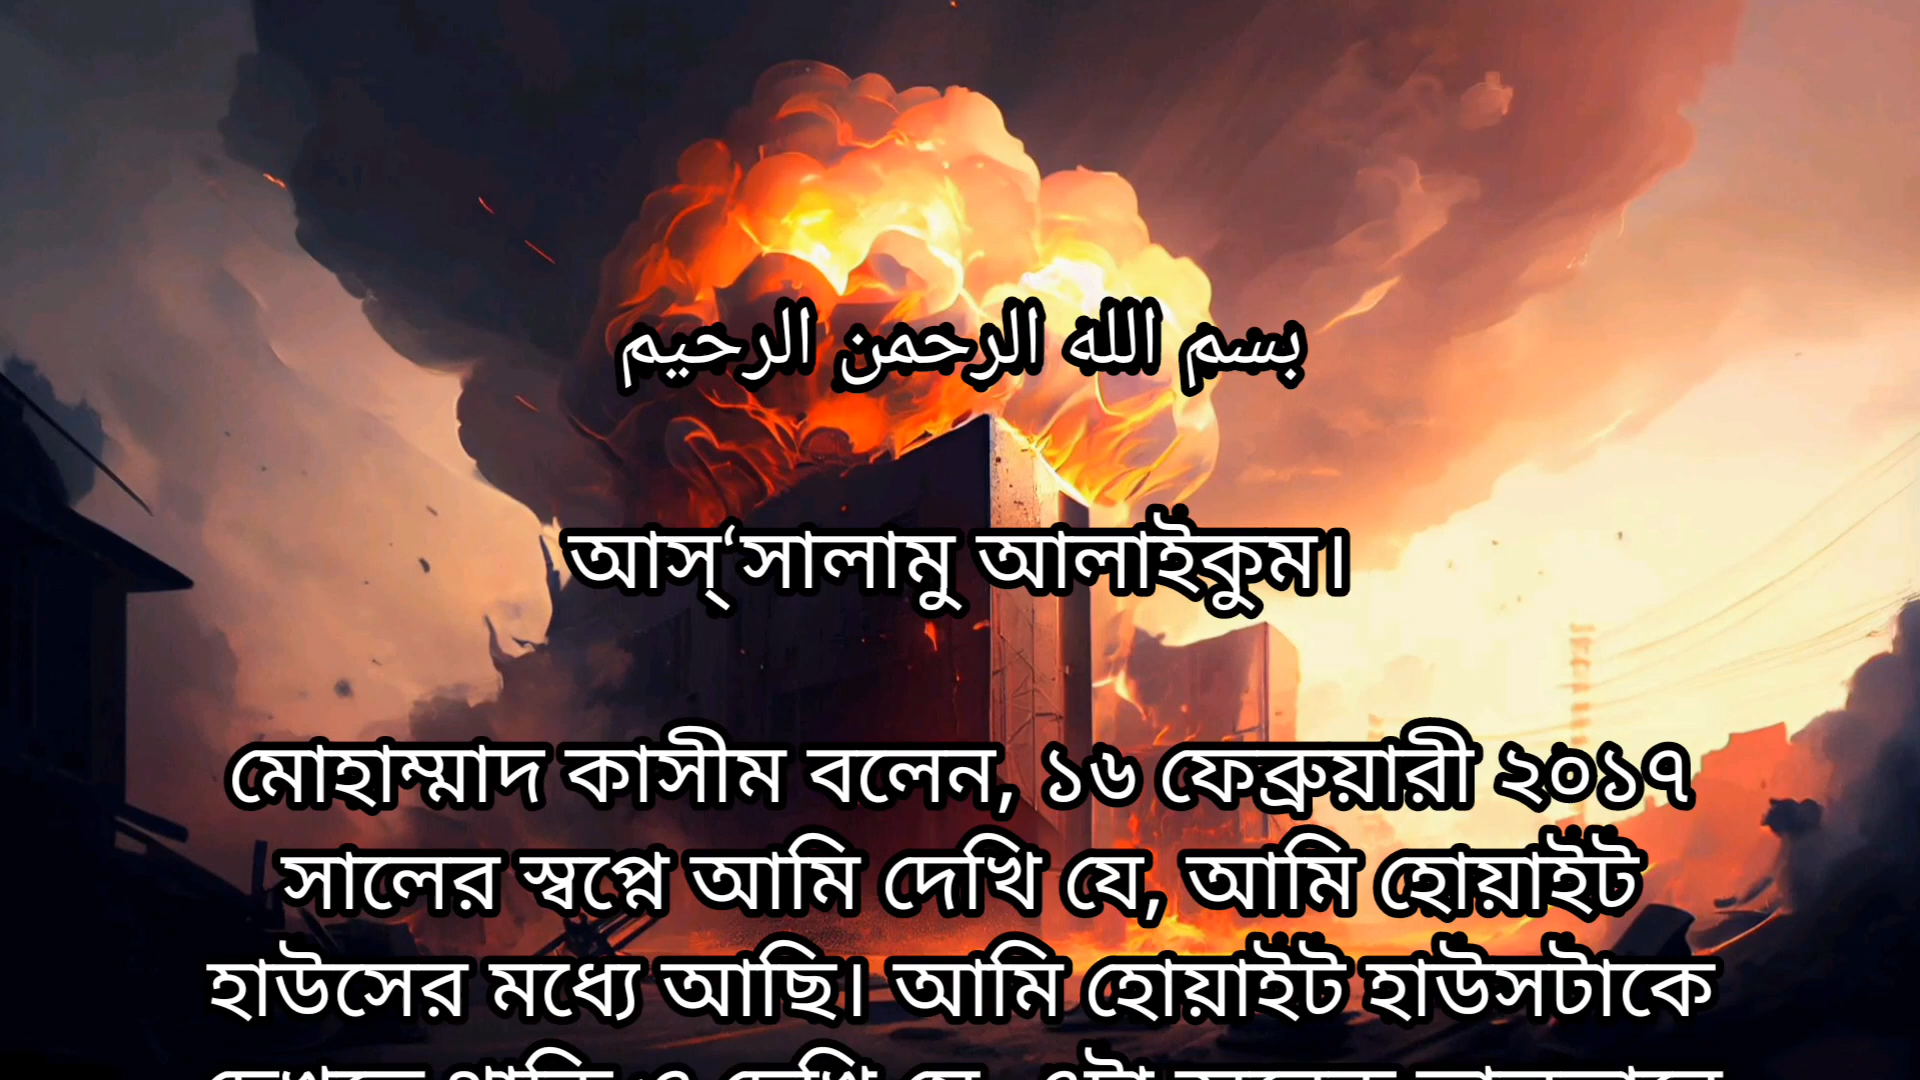 بسم الله الرحمن الرحيم
আস্‘সালামু আলাইকুম।
মোহাম্মাদ কাসীম বলেন, ১৬ ফেব্রুয়ারী ২০১৭
সালের স্বপ্নে আমি দেখি যে, আমি হোয়াইট
হাউসের মধ্যে আছি। আমি হোয়াইট হাউসটাকে